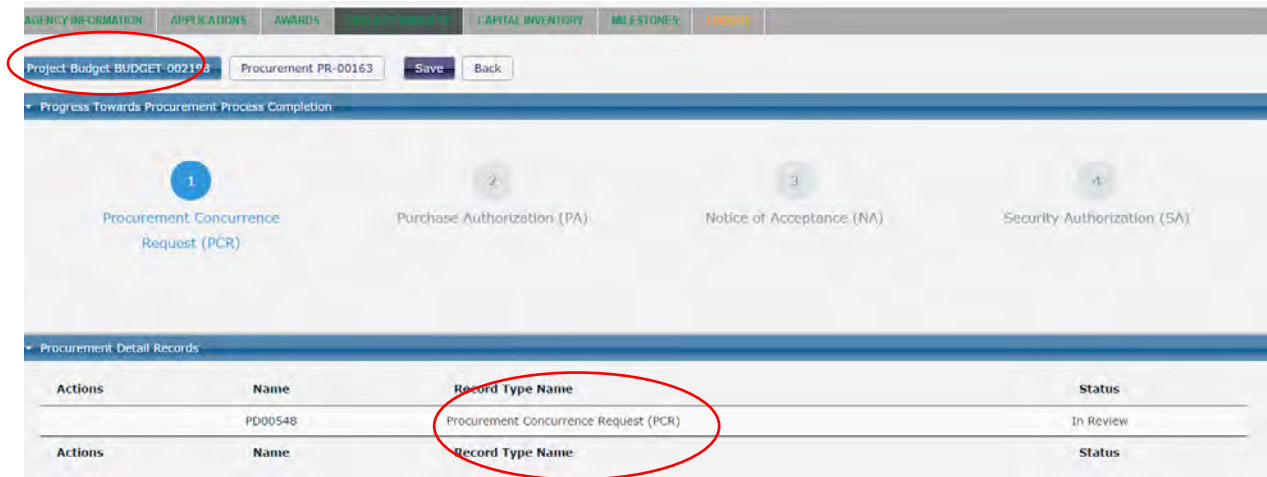 AGENCY INFORMATION APPLICATIONS AWARDS CAPITAL INVENTORY MILESTONES
Project Budget BUDGET-002198 Procurement PR-00163 Save Back
Progress Towards Procurement Process Completion
1 2 3 4
Procurement Concurrence Request (PCR) Purchase Authorization (PA) Notice of Acceptance (NA) Security Authorization (SA)
Procurement Detail Records
Actions Name Record Type Name Status
PD00548 Procurement Concurrence Request (PCR) In Review
Actions Name Record Type Name Status